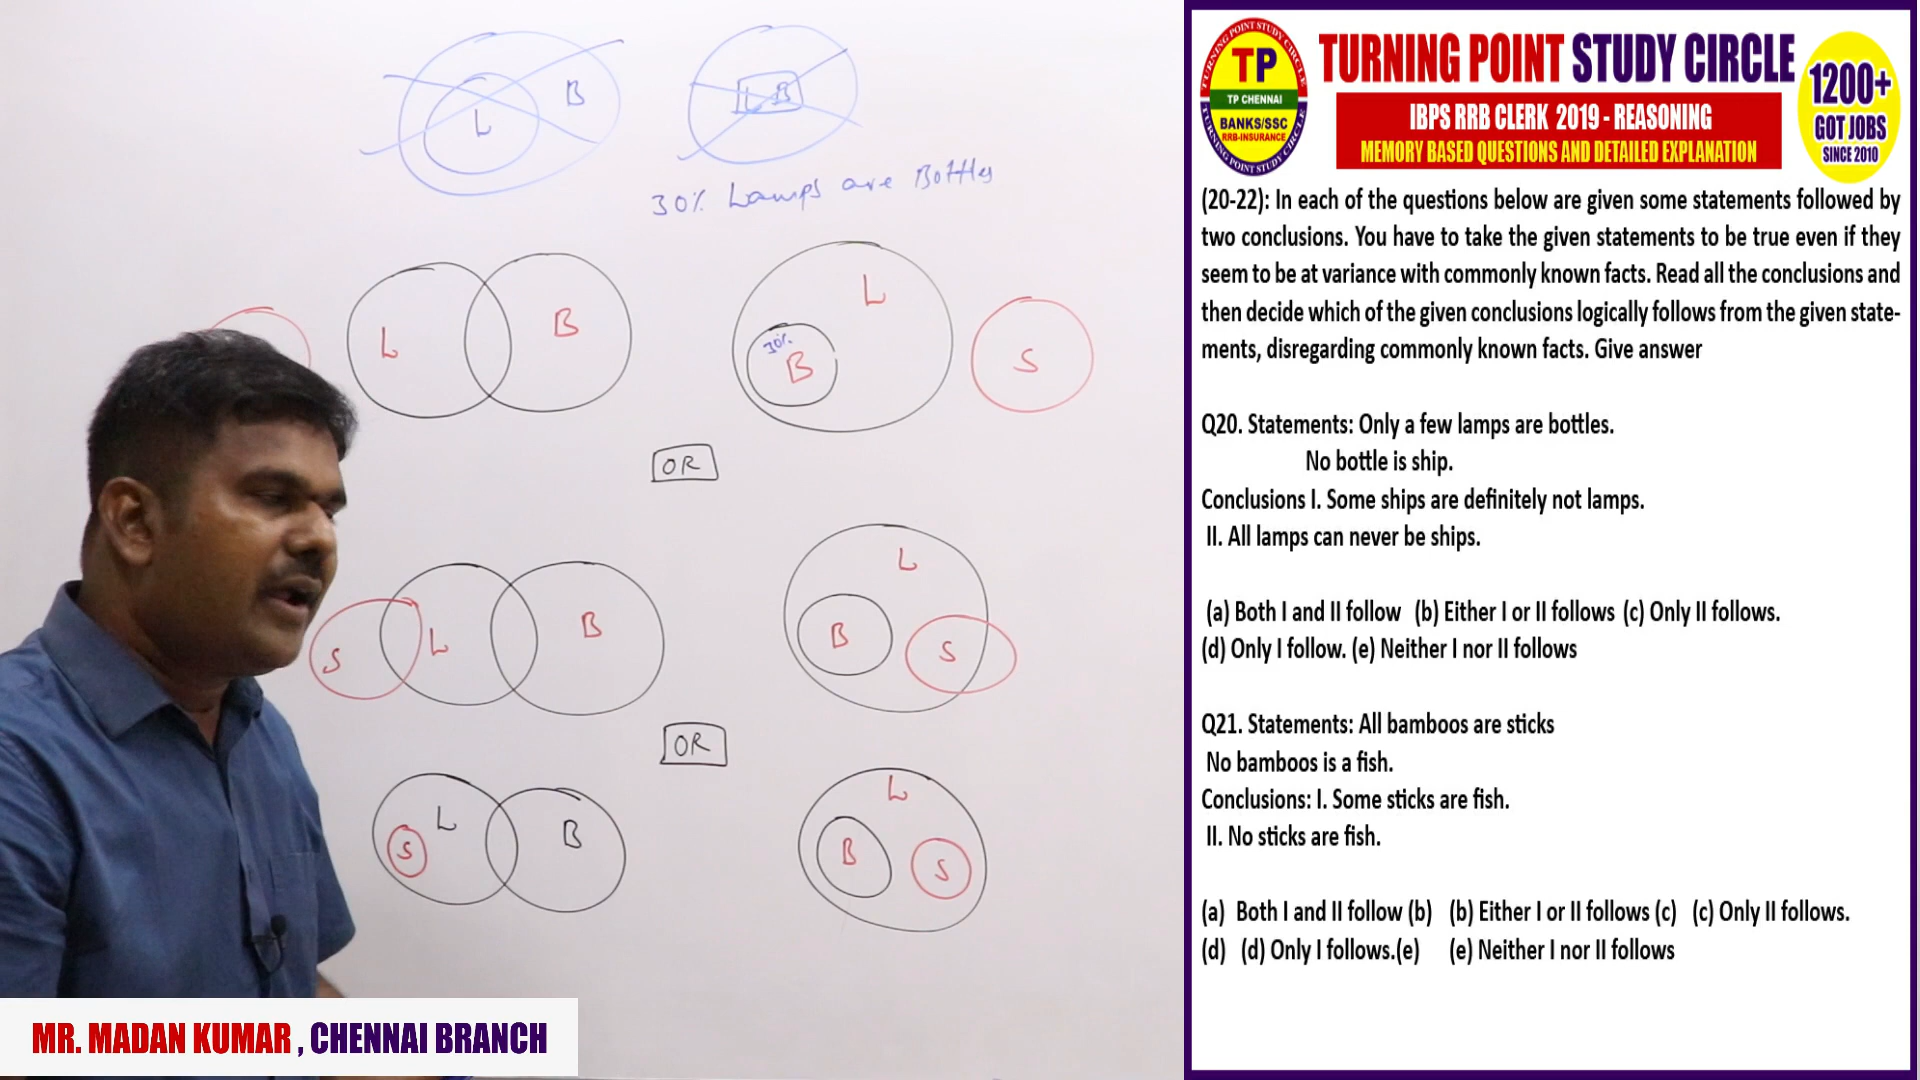 L
B
L B
30% Lamps are Bottles
L
B
L
30%
B
S
OR
S
L
B
L
B
S
OR
L
S
B
L
B
S
MR. MADAN KUMAR , CHENNAI BRANCH
TURNING POINT STUDY CIRCLE
TURNING POINT STUDY CIRCLE
TP
TP CHENNAI
BANKS/SSC
RRB-INSURANCE
TURNING POINT STUDY CIRCLE
IBPS RRB CLERK 2019 - REASONING
MEMORY BASED QUESTIONS AND DETAILED EXPLANATION
1200+
GOT JOBS
SINCE 2010
(20-22): In each of the questions below are given some statements followed by
two conclusions. You have to take the given statements to be true even if they
seem to be at variance with commonly known facts. Read all the conclusions and
then decide which of the given conclusions logically follows from the given state-
ments, disregarding commonly known facts. Give answer
Q20. Statements: Only a few lamps are bottles.
No bottle is ship.
Conclusions I. Some ships are definitely not lamps.
II. All lamps can never be ships.
(a) Both I and II follow (b) Either I or II follows (c) Only II follows.
(d) Only I follow. (e) Neither I nor II follows
Q21. Statements: All bamboos are sticks
No bamboos is a fish.
Conclusions: I. Some sticks are fish.
II. No sticks are fish.
(a) Both I and II follow (b) (b) Either I or II follows (c) (c) Only II follows.
(d) (d) Only I follows.(e) (e) Neither I nor II follows